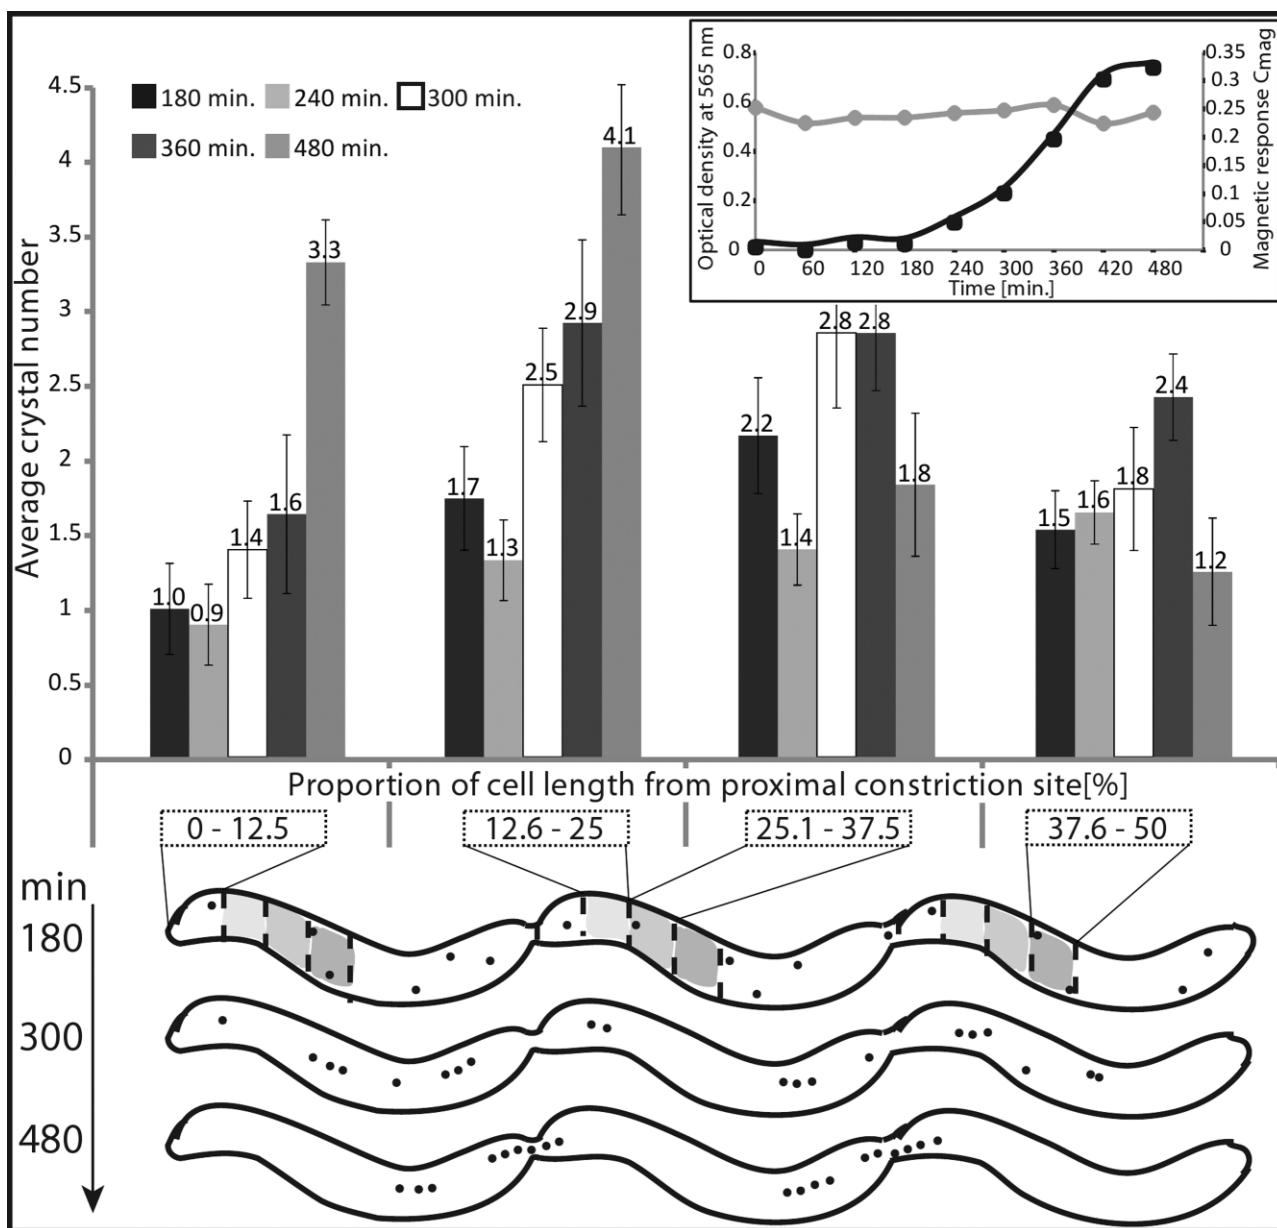 Optical density at 565 nm
0.8
0.6
0.4
0.2
0
0.35
0.3
0.25
0.2
0.15
0.1
0.05
0
Magnetic response Cmag
0 60 120 180 240 300 360 420 480
Time [min.]
180 min. 240 min. 300 min.
360 min. 480 min.
Average crystal number
4.5
4
3.5
3
2.5
2
1.5
1
0.5
0
1.0 0.9 1.4 1.6 3.3
1.7 1.3 2.5 2.9 4.1
2.2 1.4 2.8 2.8 1.8
1.5 1.6 1.8 2.4 1.2
Proportion of cell length from proximal constriction site[%]
0 - 12.5 12.6 - 25 25.1 - 37.5 37.6 - 50
min
180
300
480